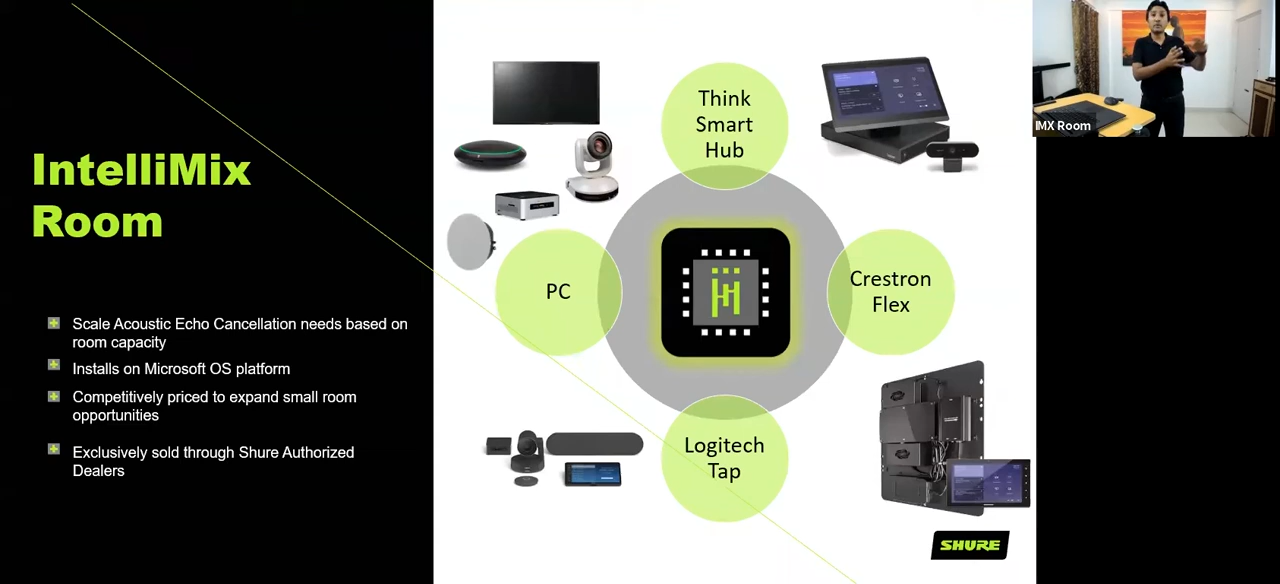 IntelliMix
Room
Scale Acoustic Echo Cancellation needs based on
room capacity
Installs on Microsoft OS platform
Competitively priced to expand small room
opportunities
Exclusively sold through Shure Authorized
Dealers
Think
Smart
Hub
PC
Crestron
Flex
Logitech
Tap
SHURE
IMX Room